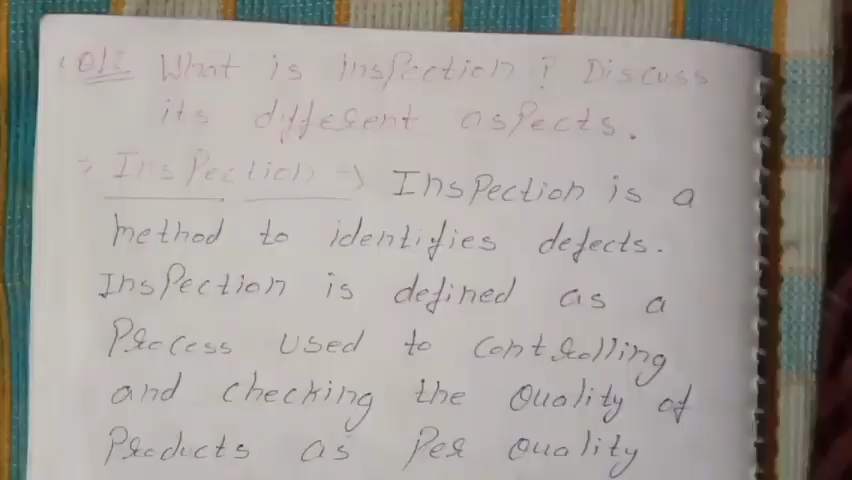 Q1: What is inspection? Discuss
its different aspects.
→ Inspection → Inspection is a
method to identifies defects.
Inspection is defined as a
Process used to controlling
and checking the Quality of
Products as Per Quality